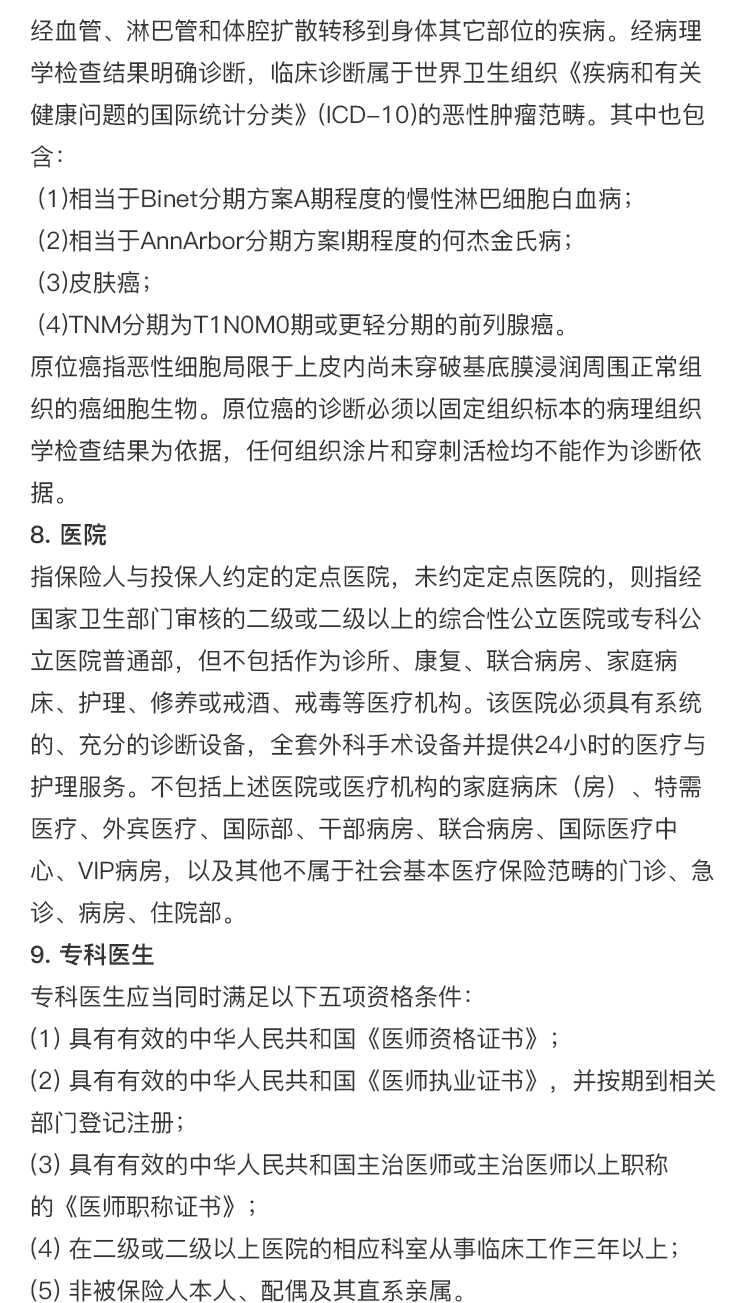 经血管、淋巴管和体腔扩散转移到身体其它部位的疾病。经病理
学检查结果明确诊断，临床诊断属于世界卫生组织《疾病和有关
健康问题的国际统计分类》(ICD-10)的恶性肿瘤范畴。其中也包
含：
(1)相当于Binet分期方案A期程度的慢性淋巴细胞白血病；
(2)相当于AnnArbor分期方案I期程度的何杰金氏病；
(3)皮肤癌；
(4)TNM分期为T1N0M0期或更轻分期的前列腺癌。
原位癌指恶性细胞局限于上皮内尚未穿破基底膜浸润周围正常组
织的癌细胞生物。原位癌的诊断必须以固定组织标本的病理组织
学检查结果为依据，任何组织涂片和穿刺活检均不能作为诊断依
据。
8. 医院
指保险人与投保人约定的定点医院，未约定定点医院的，则指经
国家卫生部门审核的二级或二级以上的综合性公立医院或专科公
立医院普通部，但不包括作为诊所、康复、联合病房、家庭病
床、护理、修养或戒酒、戒毒等医疗机构。该医院必须具有系统
的、充分的诊断设备，全套外科手术设备并提供24小时的医疗与
护理服务。不包括上述医院或医疗机构的家庭病床（房）、特需
医疗、外宾医疗、国际部、干部病房、联合病房、国际医疗中
心、VIP病房，以及其他不属于社会基本医疗保险范畴的门诊、急
诊、病房、住院部。
9. 专科医生
专科医生应当同时满足以下五项资格条件：
(1) 具有有效的中华人民共和国《医师资格证书》；
(2) 具有有效的中华人民共和国《医师执业证书》，并按期到相关
部门登记注册；
(3) 具有有效的中华人民共和国主治医师或主治医师以上职称
的《医师职称证书》；
(4) 在二级或二级以上医院的相应科室从事临床工作三年以上；
(5) 非被保险人本人、配偶及其直系亲属。